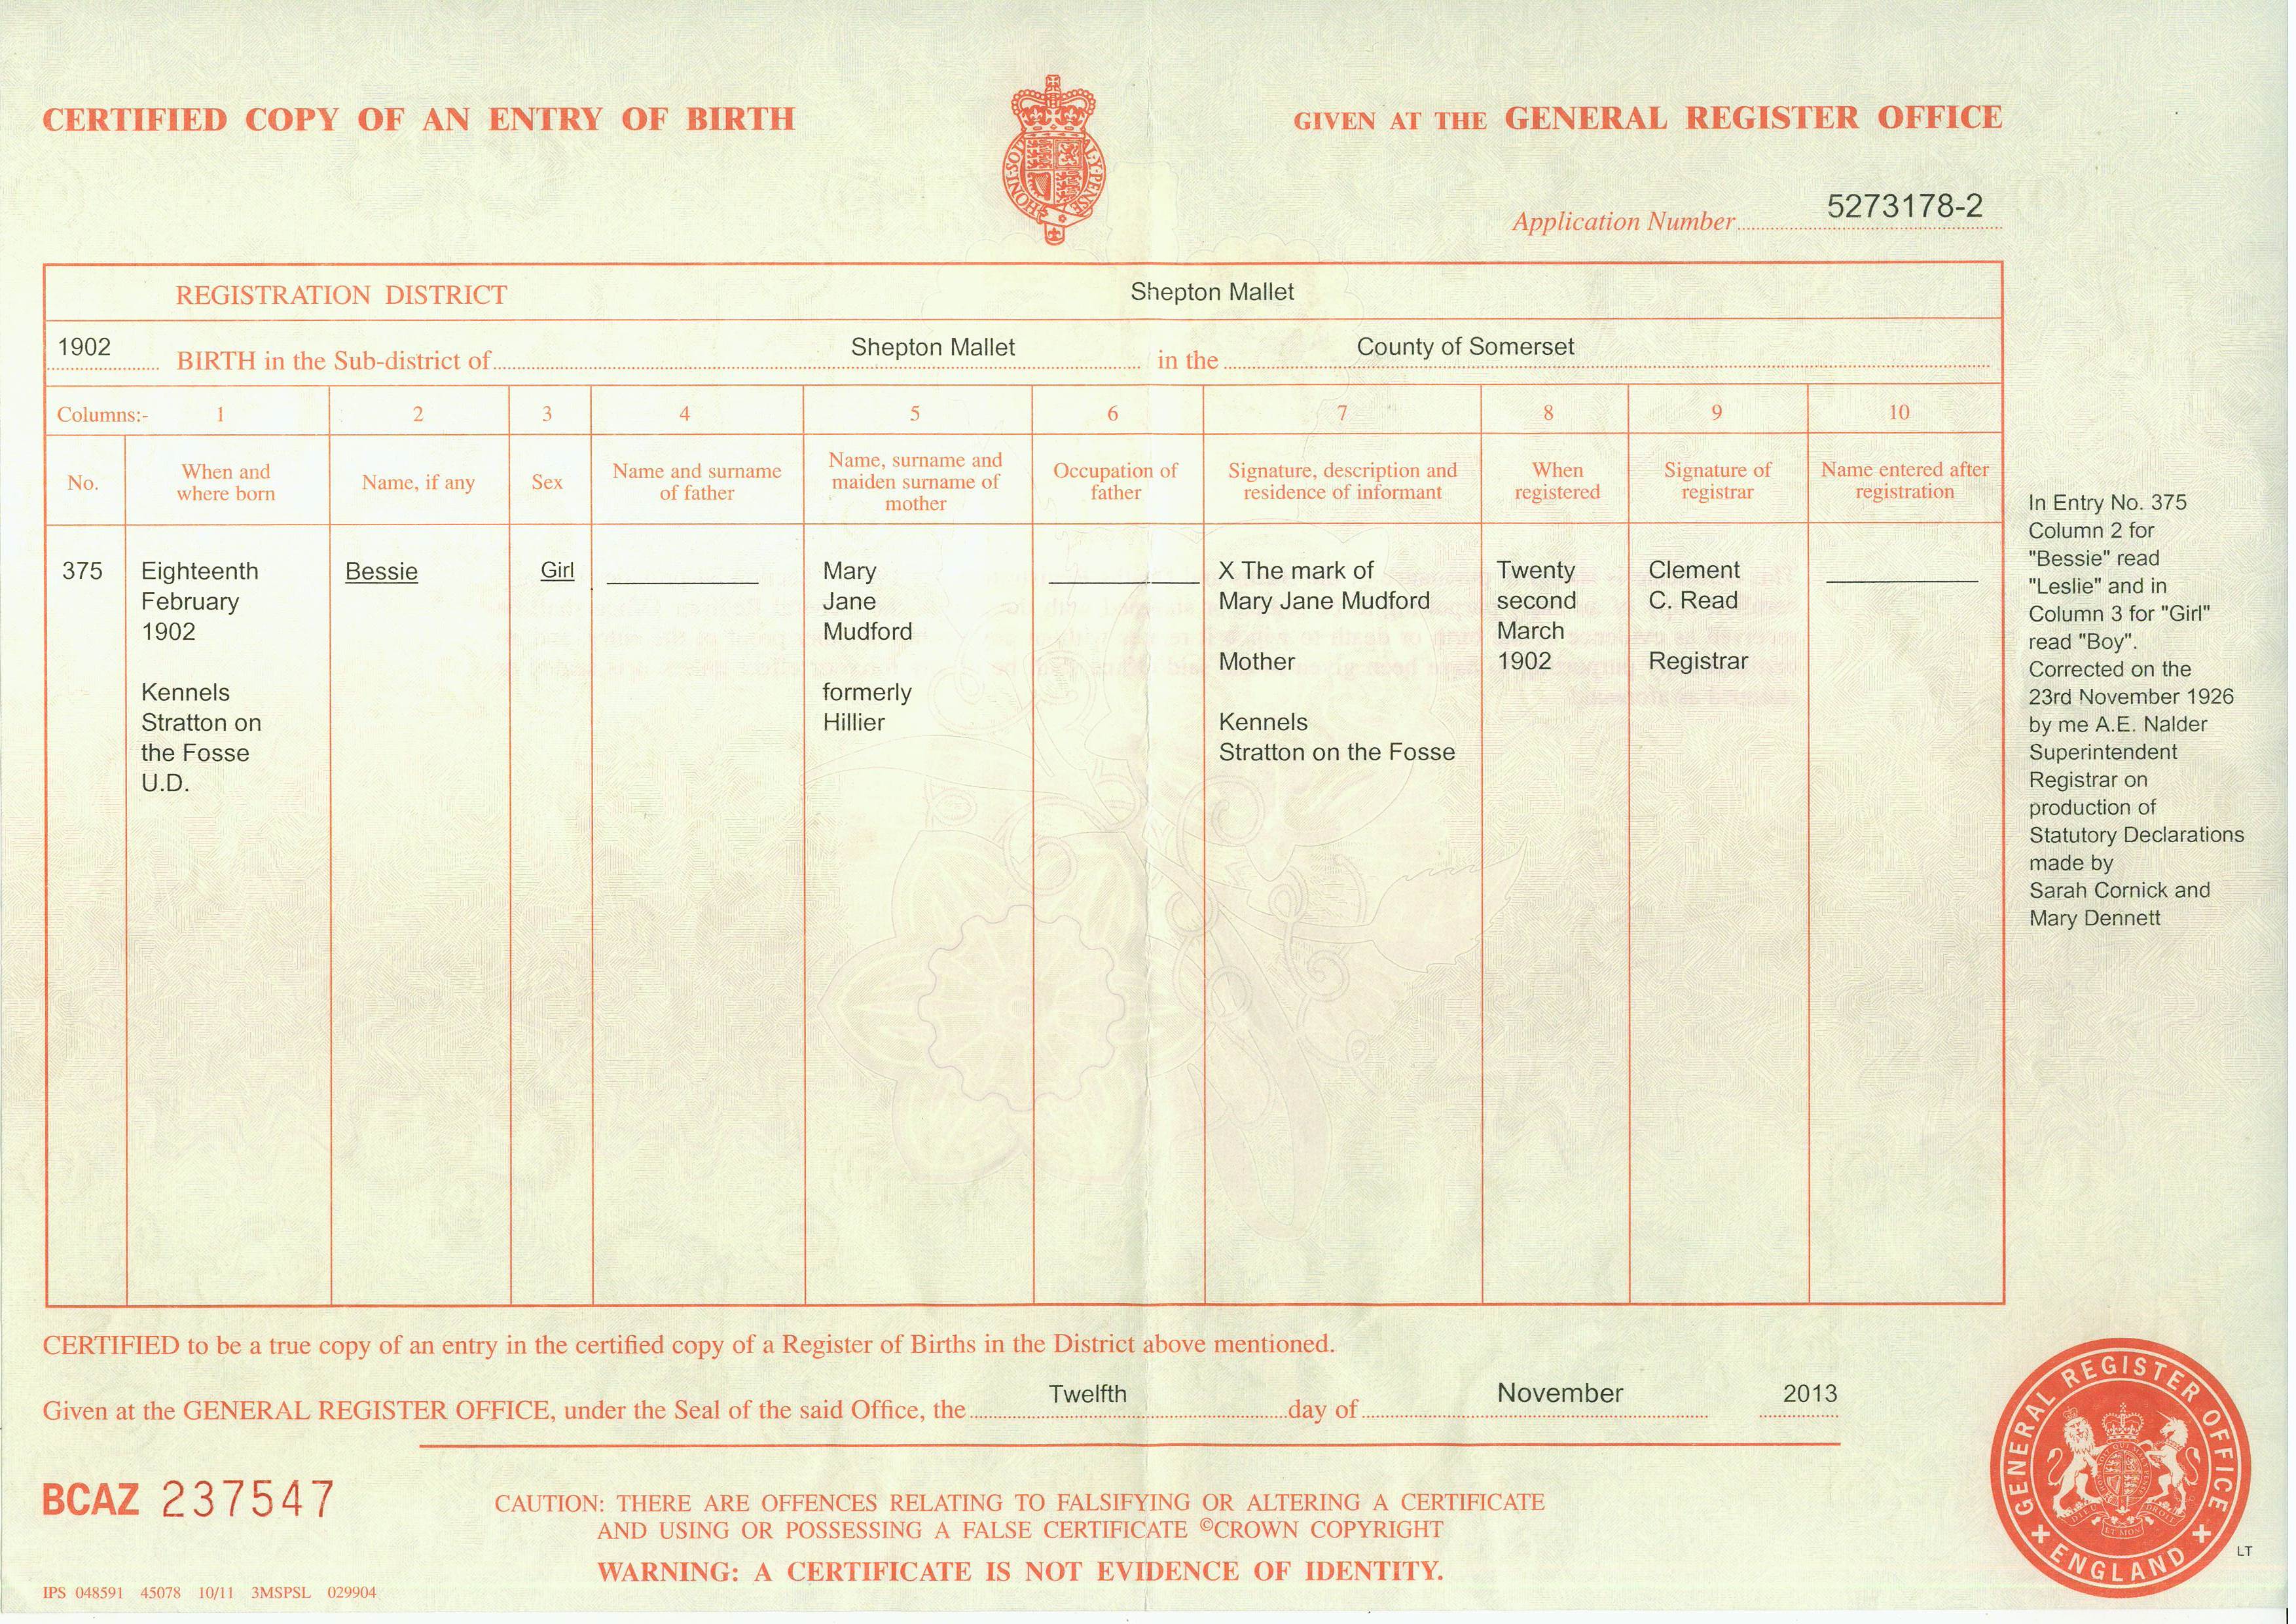 CERTIFIED COPY OF AN ENTRY OF BIRTH
GIVEN AT THE GENERAL REGISTER OFFICE
HONI·SOI
AL·Y·PENSE
Application Number 5273178-2
REGISTRATION DISTRICT Shepton Mallet
1902 BIRTH in the Sub-district of Shepton Mallet in the County of Somerset
Columns:- 1 2 3 4 5 6 7 8 9 10
No.
When and
where born
Name, if any
Sex
Name and surname
of father
Name, surname and
maiden surname of
mother
Occupation of
father
Signature, description and
residence of informant
When
registered
Signature of
registrar
Name entered after
registration
375
Eighteenth
February
1902
Kennels
Stratton on
the Fosse
U.D.
Bessie
Girl
Mary
Jane
Mudford
formerly
Hillier
X The mark of
Mary Jane Mudford
Mother
Kennels
Stratton on the Fosse
Twenty
second
March
1902
Clement
C. Read
Registrar
In Entry No. 375
Column 2 for
"Bessie" read
"Leslie" and in
Column 3 for "Girl"
read "Boy".
Corrected on the
23rd November 1926
by me A.E. Nalder
Superintendent
Registrar on
production of
Statutory Declarations
made by
Sarah Cornick and
Mary Dennett
CERTIFIED to be a true copy of an entry in the certified copy of a Register of Births in the District above mentioned.
Given at the GENERAL REGISTER OFFICE, under the Seal of the said Office, the Twelfth day of November 2013
BCAZ 237547
CAUTION: THERE ARE OFFENCES RELATING TO FALSIFYING OR ALTERING A CERTIFICATE
AND USING OR POSSESSING A FALSE CERTIFICATE ©CROWN COPYRIGHT
WARNING: A CERTIFICATE IS NOT EVIDENCE OF IDENTITY.
IPS 048591 45078 10/11 3MSPSL 029904
GENERAL REGISTER OFFICE
ENGLAND
LT